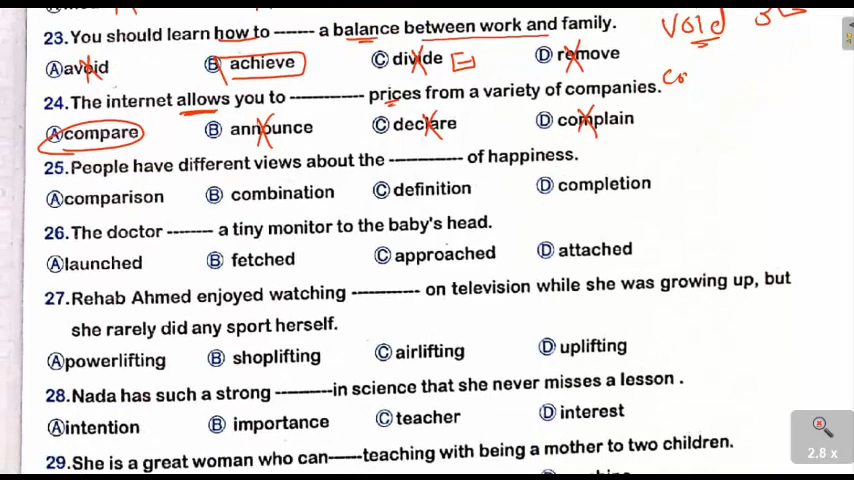 void
23.You should learn how to ------- a balance between work and family.
Ⓐavoid Ⓑ achieve Ⓒ divide Ⓓ remove
24.The internet allows you to ------------- prices from a variety of companies. co
Ⓐcompare Ⓑ announce Ⓒ declare Ⓓ complain
25.People have different views about the ------------- of happiness.
Ⓐcomparison Ⓑ combination Ⓒ definition Ⓓ completion
26.The doctor -------- a tiny monitor to the baby's head.
Ⓐlaunched Ⓑ fetched Ⓒ approached Ⓓ attached
27.Rehab Ahmed enjoyed watching ------------ on television while she was growing up, but
she rarely did any sport herself.
Ⓐpowerlifting Ⓑ shoplifting Ⓒ airlifting Ⓓ uplifting
28.Nada has such a strong ----------in science that she never misses a lesson .
Ⓐintention Ⓑ importance Ⓒ teacher Ⓓ interest
29.She is a great woman who can------teaching with being a mother to two children.
2.8 x